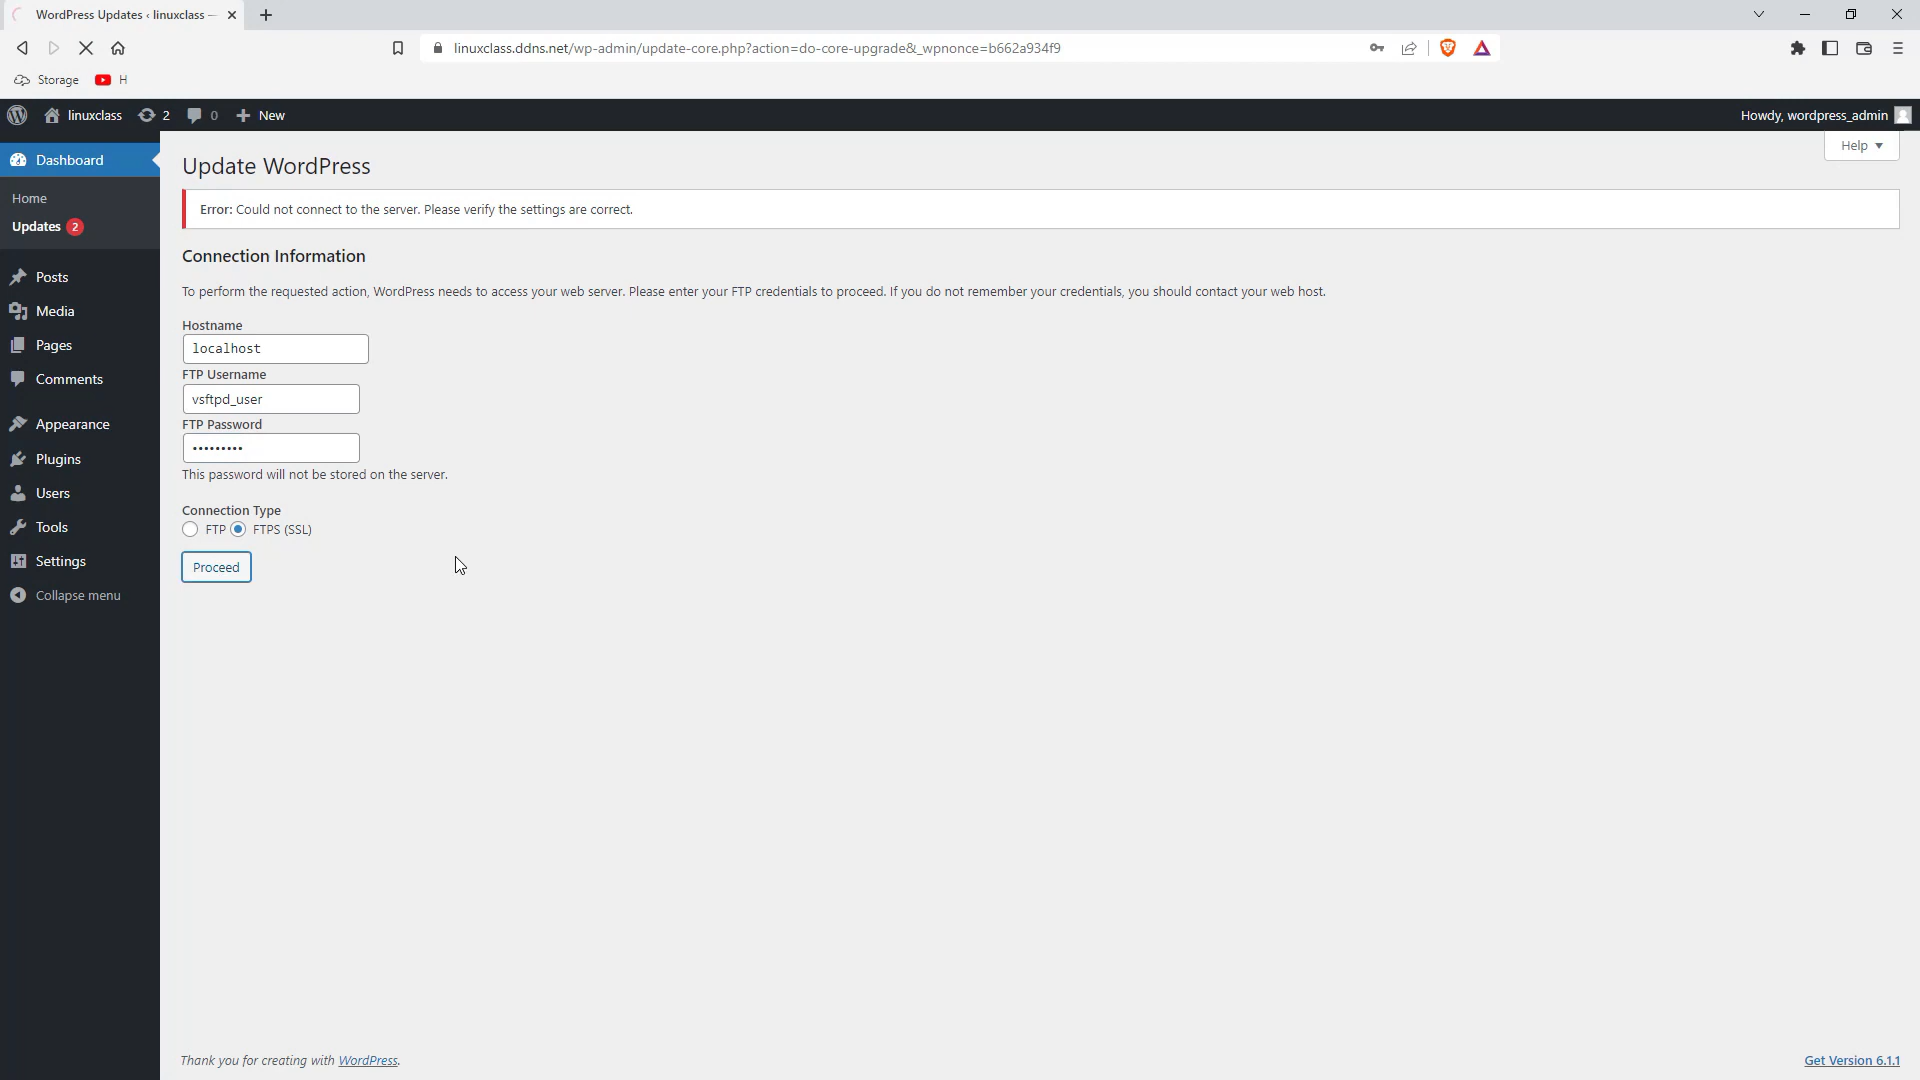 WordPress Updates ‹ linuxclass —
linuxclass.ddns.net/wp-admin/update-core.php?action=do-core-upgrade&_wpnonce=b662a934f9
Storage
H
linuxclass
2
0
New
Howdy, wordpress_admin
Help
Dashboard
Home
Updates 2
Posts
Media
Pages
Comments
Appearance
Plugins
Users
Tools
Settings
Collapse menu
Update WordPress
Error: Could not connect to the server. Please verify the settings are correct.
Connection Information
To perform the requested action, WordPress needs to access your web server. Please enter your FTP credentials to proceed. If you do not remember your credentials, you should contact your web host.
Hostname
localhost
FTP Username
vsftpd_user
FTP Password
•••••••••
This password will not be stored on the server.
Connection Type
FTP FTPS (SSL)
Proceed
Thank you for creating with WordPress.
Get Version 6.1.1